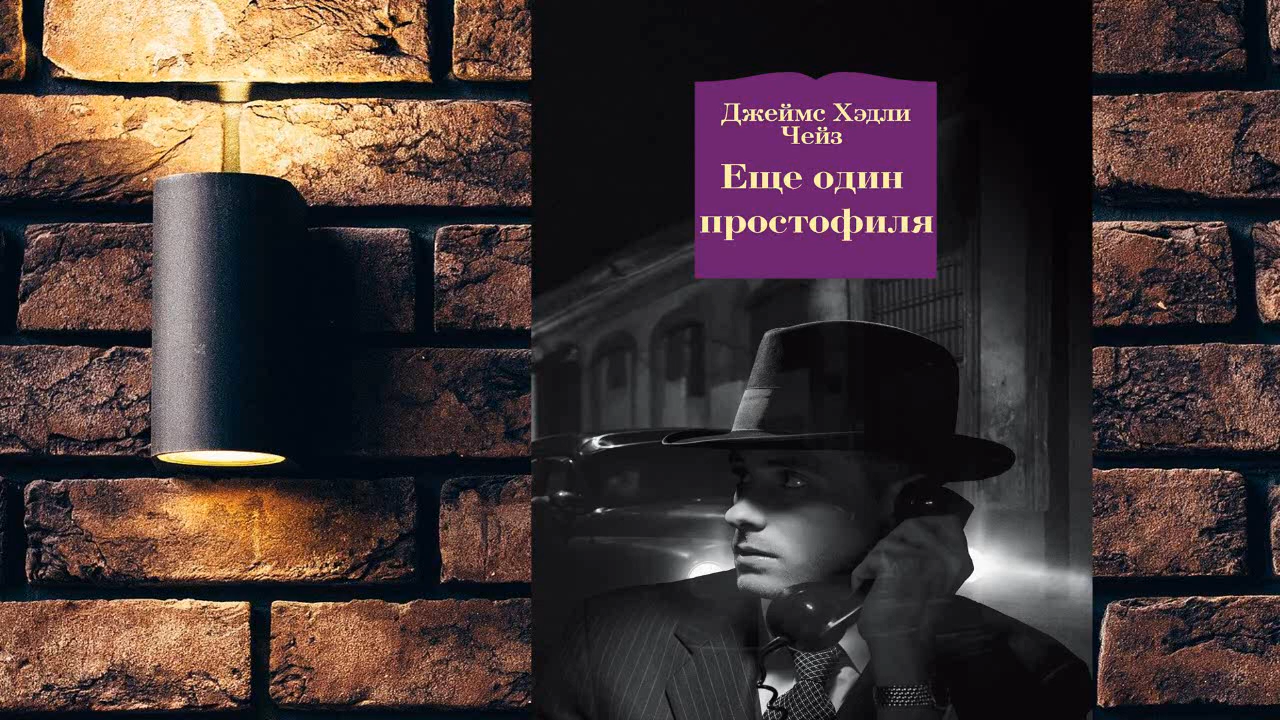 Джеймс Хэдли
Чейз
Еще один
простофиля